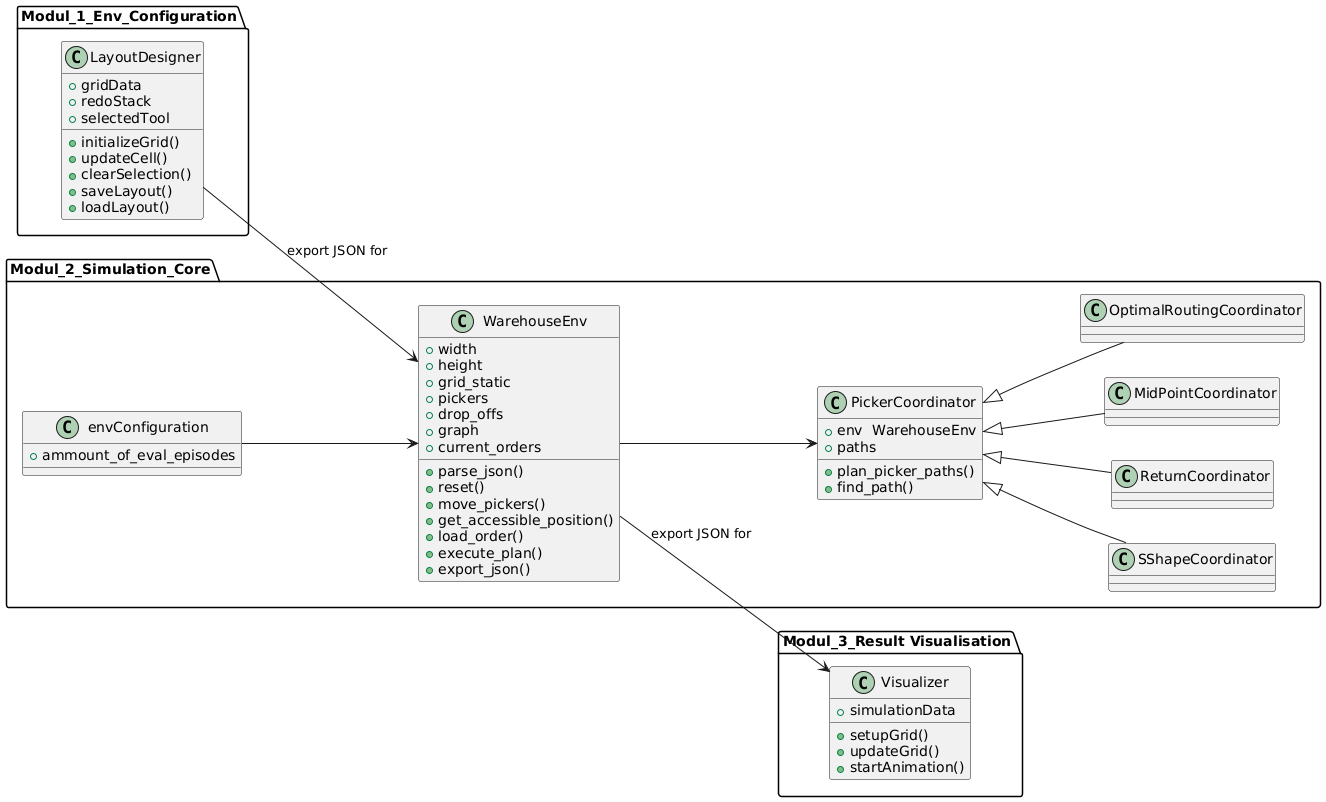 Modul_1_Env_Configuration
C LayoutDesigner
gridData
redoStack
selectedTool
initializeGrid()
updateCell()
clearSelection()
saveLayout()
loadLayout()
export JSON for
Modul_2_Simulation_Core
C envConfiguration
ammount_of_eval_episodes
C WarehouseEnv
width
height
grid_static
pickers
drop_offs
graph
current_orders
parse_json()
reset()
move_pickers()
get_accessible_position()
load_order()
execute_plan()
export_json()
C PickerCoordinator
env WarehouseEnv
paths
plan_picker_paths()
find_path()
C OptimalRoutingCoordinator
C MidPointCoordinator
C ReturnCoordinator
C SShapeCoordinator
export JSON for
Modul_3_Result Visualisation
C Visualizer
simulationData
setupGrid()
updateGrid()
startAnimation()